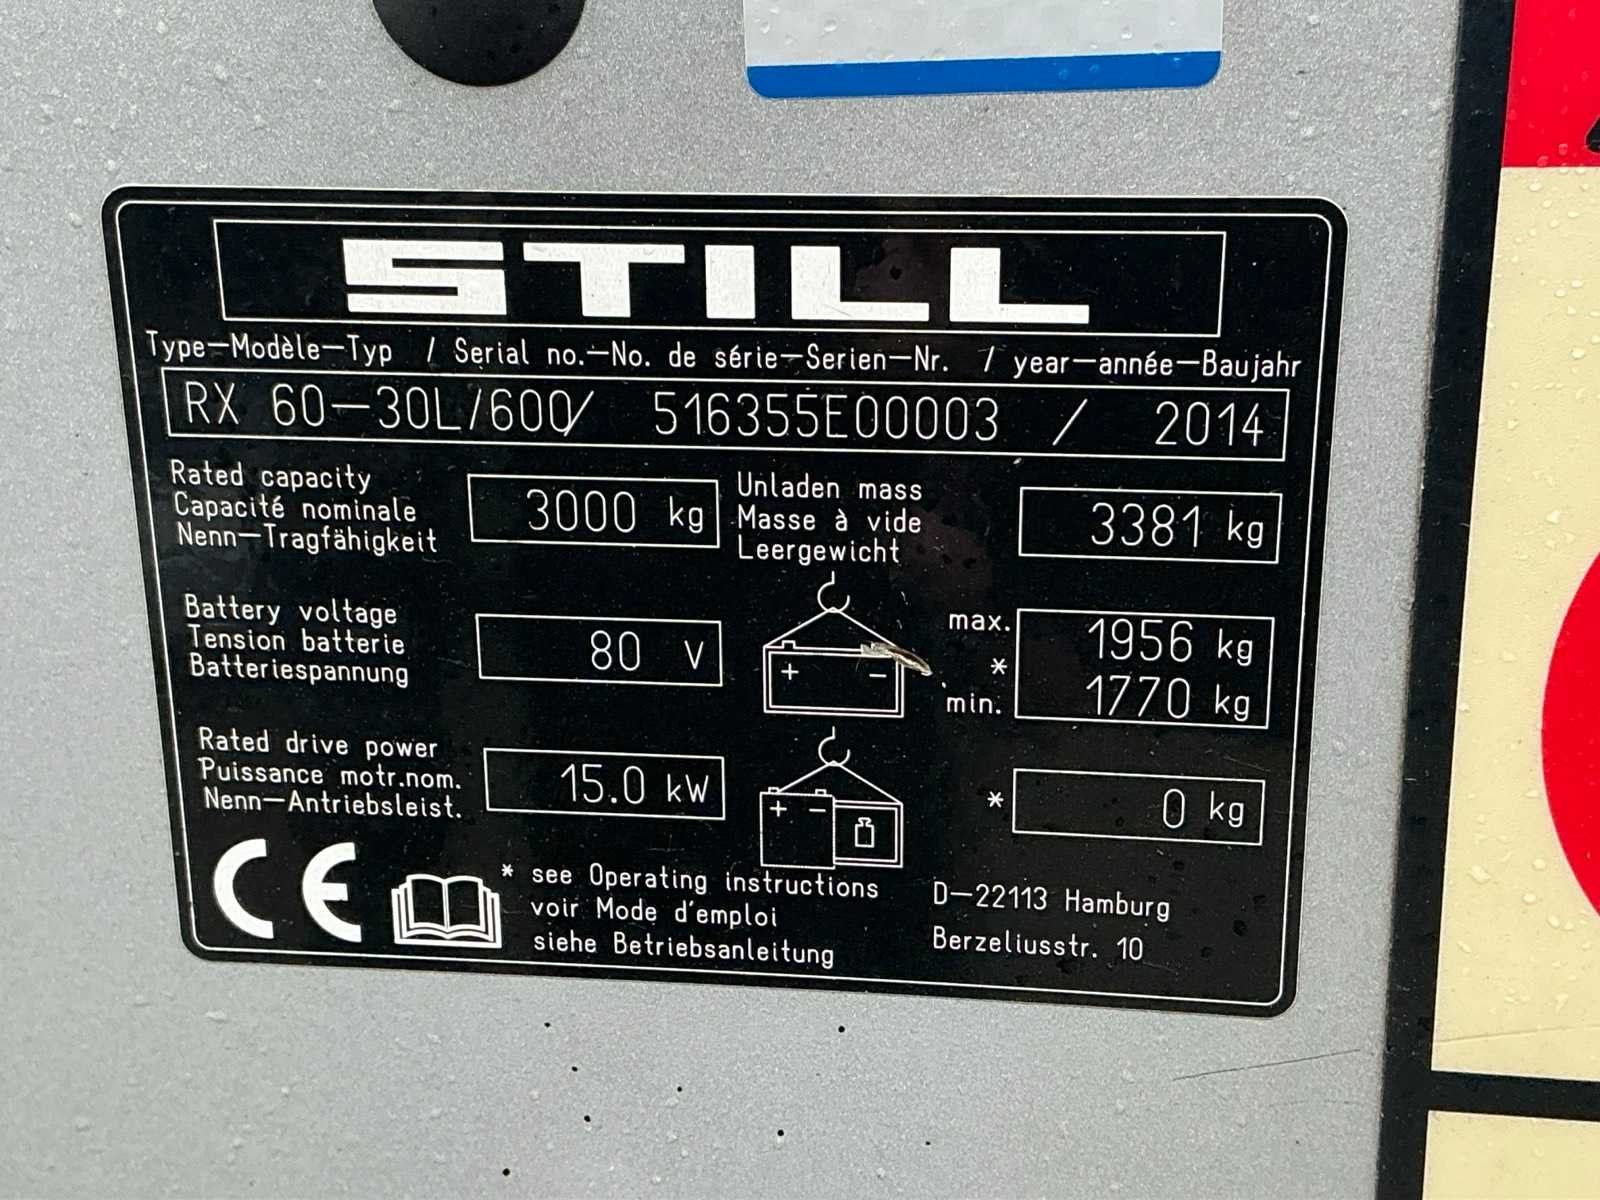 STILL
Type-Modèle-Typ / Serial no.-No. de série-Serien-Nr. / year-année-Baujahr
RX 60-30L/600/ 516355E00003 / 2014
Rated capacity
Capacité nominale
Nenn-Tragfähigkeit
3000 kg
Unladen mass
Masse à vide
Leergewicht
3381 kg
Battery voltage
Tension batterie
Batteriespannung
80 V
+ -
max. 1956 kg
*
min. 1770 kg
Rated drive power
Puissance motr.nom.
Nenn-Antriebsleist.
15.0 kW
+ -
* 0 kg
CE
* see Operating instructions
voir Mode d'emploi
siehe Betriebsanleitung
D-22113 Hamburg
Berzeliusstr. 10